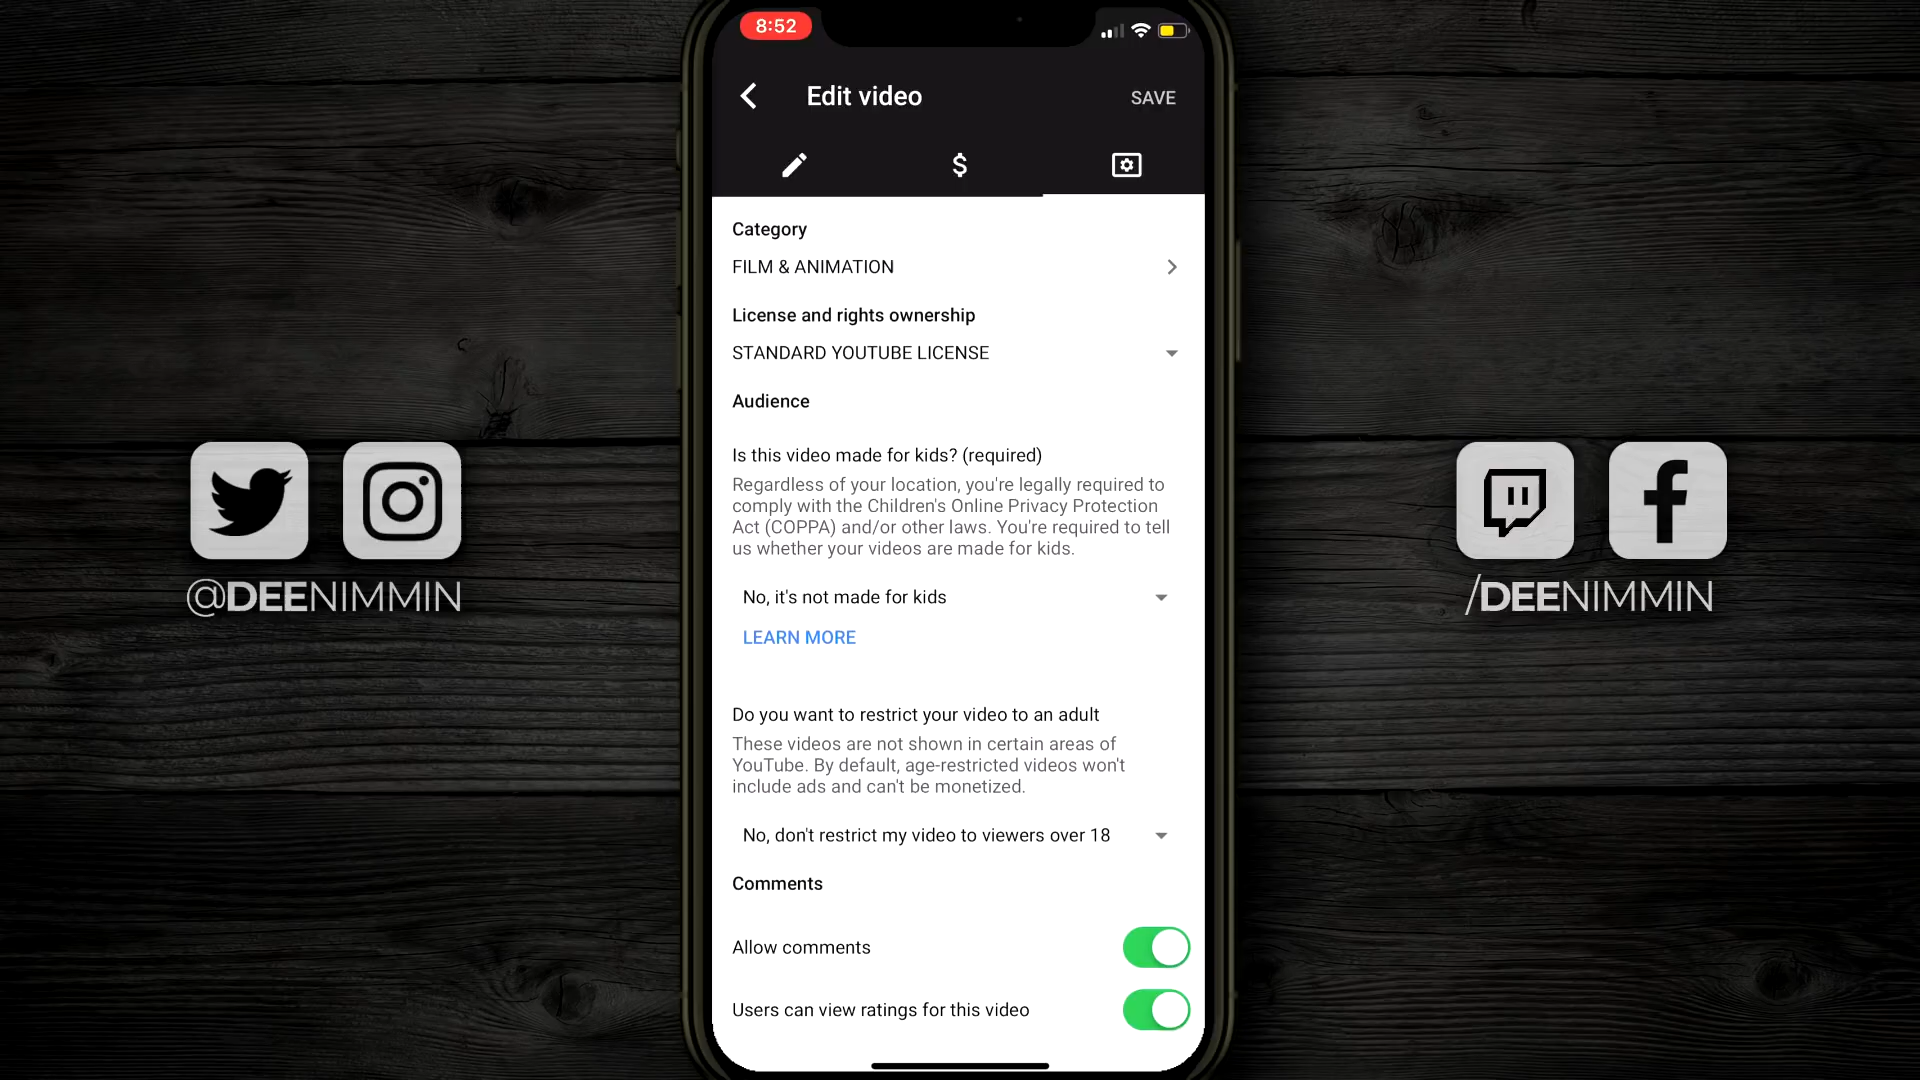 8:52
Edit video
SAVE
$
Category
FILM & ANIMATION
License and rights ownership
STANDARD YOUTUBE LICENSE
Audience
Is this video made for kids? (required)
Regardless of your location, you're legally required to
comply with the Children's Online Privacy Protection
Act (COPPA) and/or other laws. You're required to tell
us whether your videos are made for kids.
No, it's not made for kids
LEARN MORE
Do you want to restrict your video to an adult
These videos are not shown in certain areas of
YouTube. By default, age-restricted videos won't
include ads and can't be monetized.
No, don't restrict my video to viewers over 18
Comments
Allow comments
Users can view ratings for this video
@DEENIMMIN
/DEENIMMIN